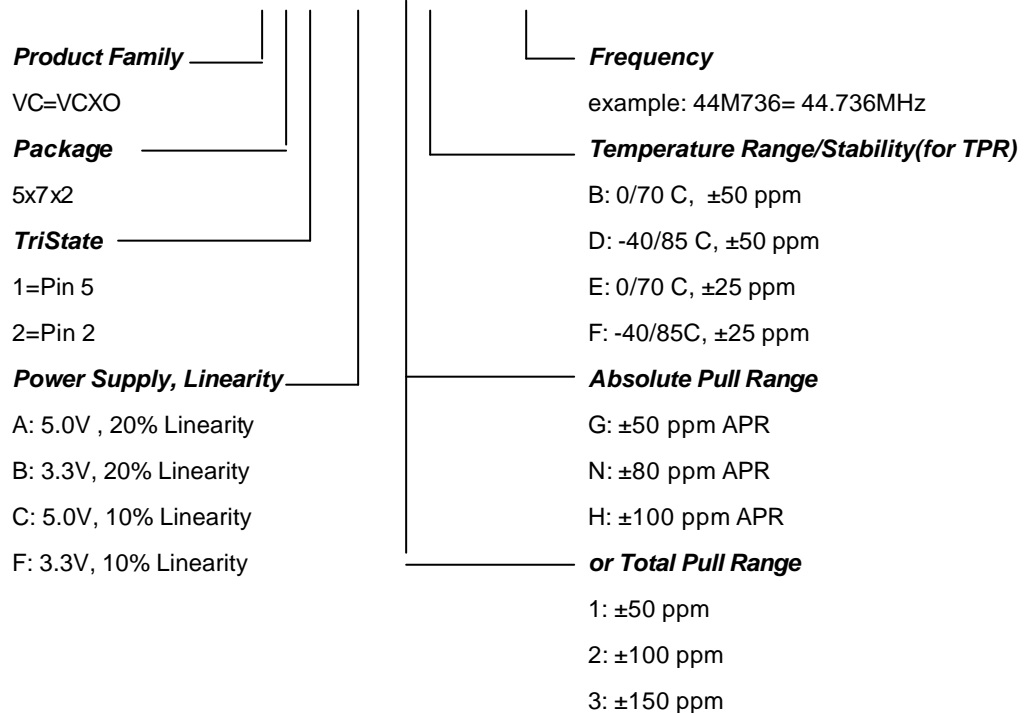 Product Family
VC=VCXO
Package
5x7x2
TriState
1=Pin 5
2=Pin 2
Power Supply, Linearity
A: 5.0V , 20% Linearity
B: 3.3V, 20% Linearity
C: 5.0V, 10% Linearity
F: 3.3V, 10% Linearity
Frequency
example: 44M736= 44.736MHz
Temperature Range/Stability(for TPR)
B: 0/70 C, ±50 ppm
D: -40/85 C, ±50 ppm
E: 0/70 C, ±25 ppm
F: -40/85C, ±25 ppm
Absolute Pull Range
G: ±50 ppm APR
N: ±80 ppm APR
H: ±100 ppm APR
or Total Pull Range
1: ±50 ppm
2: ±100 ppm
3: ±150 ppm